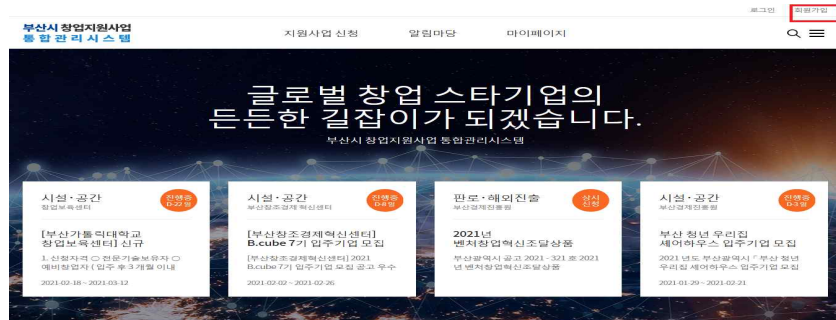 로그인 회원가입
부산시 창업지원사업
통합관리시스템
지원사업 신청 알림마당 마이페이지
글로벌 창업 스타기업의
든든한 길잡이가 되겠습니다.
부산시 창업지원사업 통합관리시스템
시설·공간
창업보육센터
진행중
D-22일
[부산가톨릭대학교
창업보육센터] 신규
1. 신청자격 ○ 전문기술보유자 ○
예비창업자 ( 입주 후 3 개월 이내
2021-02-18 ~ 2021-03-12
시설·공간
부산창조경제혁신센터
진행중
D-8일
[부산창조경제혁신센터]
B.cube 7기 입주기업 모집
[부산창조경제혁신센터] 2021
B.cube 7기 입주기업 모집 공고 우수
2021-02-02 ~ 2021-02-26
판로·해외진출
부산경제진흥원
상시
신청
2021년
벤처창업혁신조달상품
부산광역시 공고 2021 - 321 호 2021
년 벤처창업혁신조달상품
시설·공간
부산경제진흥원
진행중
D-3일
부산 청년 우리집
셰어하우스 입주기업 모집
2021 년도 부산광역시 「부산 청년
우리집 셰어하우스 입주기업 모집
2021-01-29 ~ 2021-02-21